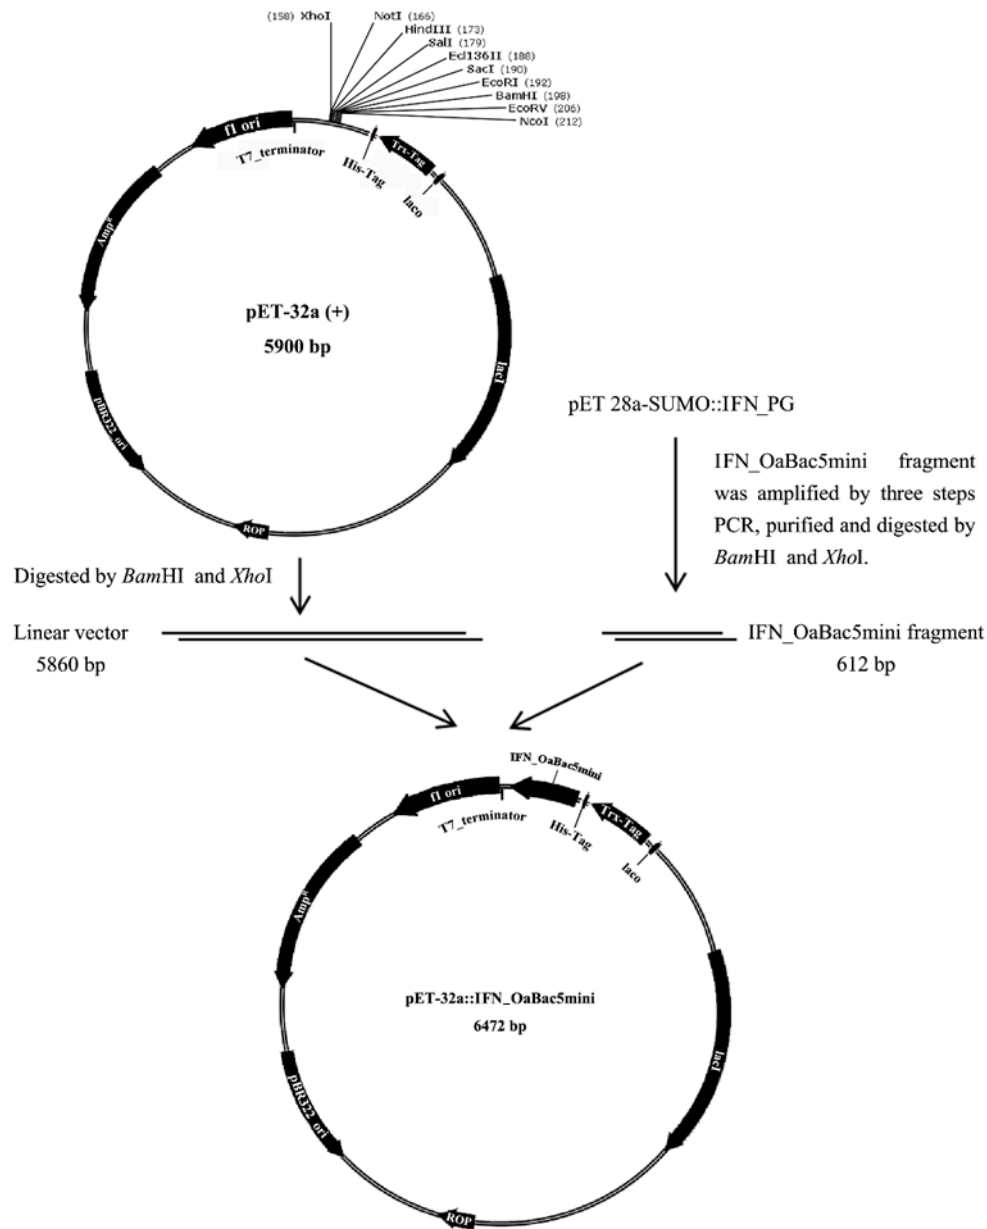 (158) XhoI
NotI (166)
HindIII (173)
SalI (179)
Ecl136II (188)
SacI (190)
EcoRI (192)
BamHI (198)
EcoRV (206)
NcoI (212)
f1 ori
T7_terminator
His-Tag
Trx-Tag
laco
Amp^R
pET-32a (+)
5900 bp
lacI
pBR322_ori
ROP
pET 28a-SUMO::IFN_PG
IFN_OaBac5mini fragment
was amplified by three steps
PCR, purified and digested by
BamHI and XhoI.
Digested by BamHI and XhoI
Linear vector
5860 bp
IFN_OaBac5mini fragment
612 bp
IFN_OaBac5mini
f1 ori
T7_terminator
His-Tag
Trx-Tag
laco
Amp^R
pET-32a::IFN_OaBac5mini
6472 bp
lacI
pBR322_ori
ROP